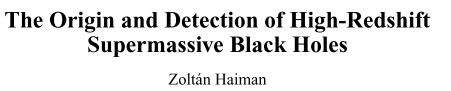 The Origin and Detection of High-Redshift
Supermassive Black Holes
Zoltán Haiman